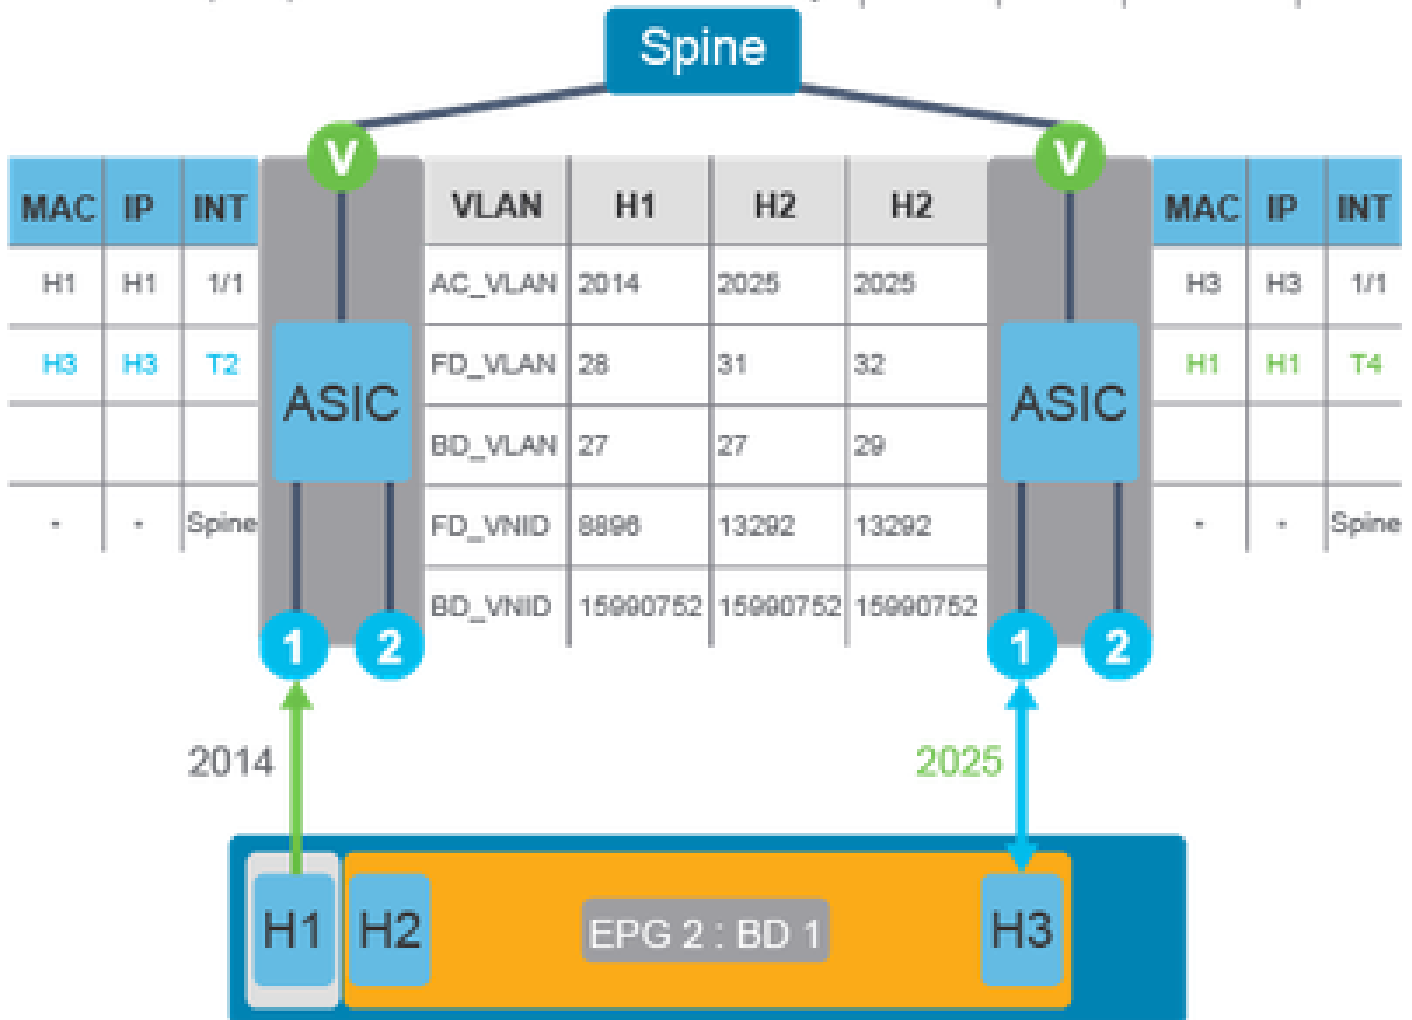 Spine
V V
MAC IP INT VLAN H1 H2 H2 MAC IP INT
H1 H1 1/1 AC_VLAN 2014 2025 2025 H3 H3 1/1
H3 H3 T2 FD_VLAN 28 31 32 H1 H1 T4
ASIC ASIC
BD_VLAN 27 27 29
- - Spine FD_VNID 8896 13292 13292 - - Spine
BD_VNID 15990752 15990752 15990752
1 2 1 2
2014 2025
H1 H2 EPG 2 : BD 1 H3